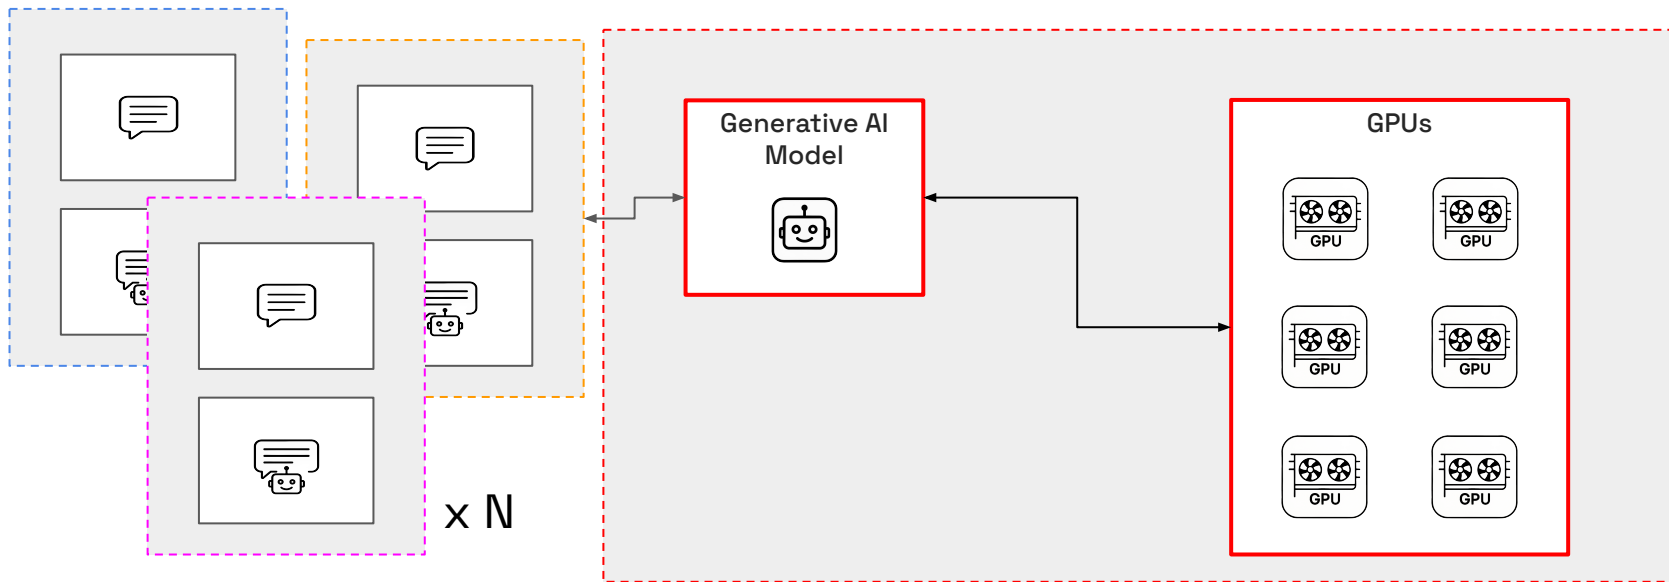 Generative AI
Model
GPUs
GPU
GPU
GPU
GPU
GPU
GPU
x N